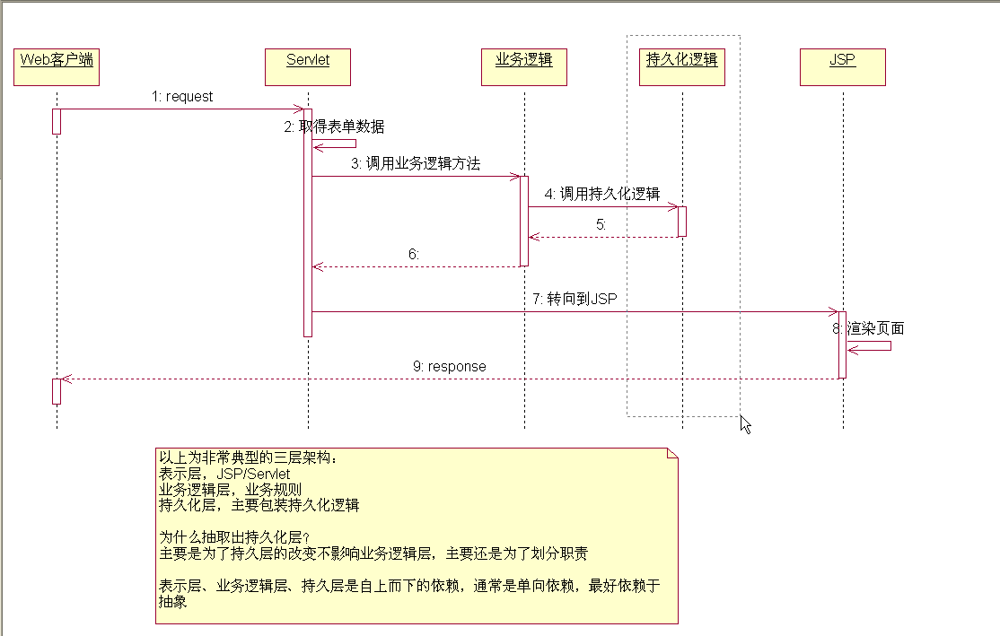 Web客户端 Servlet 业务逻辑 持久化逻辑 JSP
1: request
2: 取得表单数据
3: 调用业务逻辑方法
4: 调用持久化逻辑
5:
6:
7: 转向到JSP
8: 渲染页面
9: response
以上为非常典型的三层架构：
表示层，JSP/Servlet
业务逻辑层，业务规则
持久化层，主要包装持久化逻辑
为什么抽取出持久化层？
主要是为了持久层的改变不影响业务逻辑层，主要还是为了划分职责
表示层、业务逻辑层、持久层是自上而下的依赖，通常是单向依赖，最好依赖于
抽象